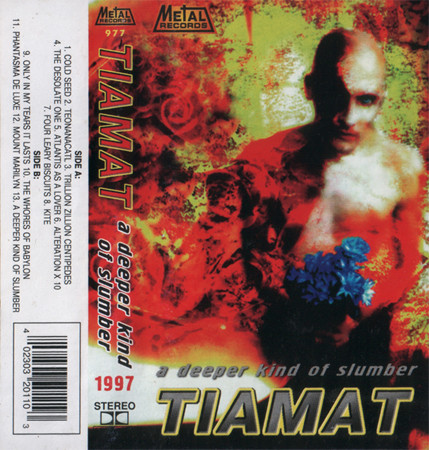 SIDE A:
1. COLD SEED 2. TEONANACATL 3. TRILLION ZILLION CENTIPEDES
4. THE DESOLATE ONE 5. ATLANTIS AS A LOVER 6. ALTERATION X 10
7. FOUR LEARY BISCUITS 8. KITE
SIDE B:
9. ONLY IN MY TEARS IT LASTS 10. THE WHORES OF BABYLON
11. PHANTASMA DE LUXE 12. MOUNT MARILYN 13. A DEEPER KIND OF SLUMBER
4 02303 20110 3
METAL
RECORDS
977
TIAMAT
a deeper kind
of slumber
1997
STEREO
METAL
RECORDS
a deeper kind of slumber
TIAMAT